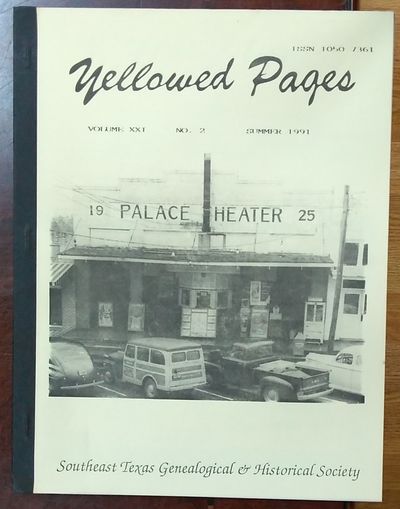 ISSN 1050 7361
Yellowed Pages
VOLUME XXI NO. 2 SUMMER 1991
19 PALACE HEATER 25
Southeast Texas Genealogical & Historical Society